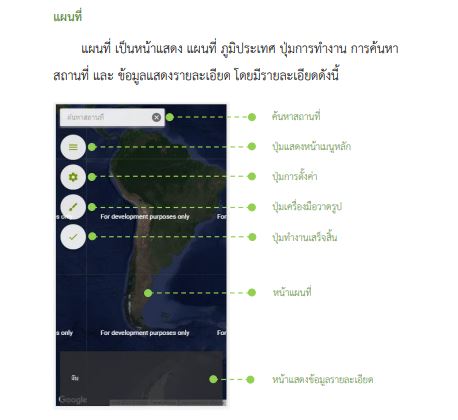 แผนที่
แผนที่ เป็นหน้าแสดง แผนที่ ภูมิประเทศ ปุ่มการทำงาน การค้นหา
สถานที่ และ ข้อมูลแสดงรายละเอียด โดยมีรายละเอียดดังนี้
ค้นหาสถานที่
ค้นหาสถานที่
ปุ่มแสดงหน้าเมนูหลัก
ปุ่มการตั้งค่า
ปุ่มเครื่องมือวาดรูป
s only For development purposes only Fo
ปุ่มทำงานเสร็จสิ้น
หน้าแผนที่
s only For development purposes only For
หน้าแสดงข้อมูลรายละเอียด
Google